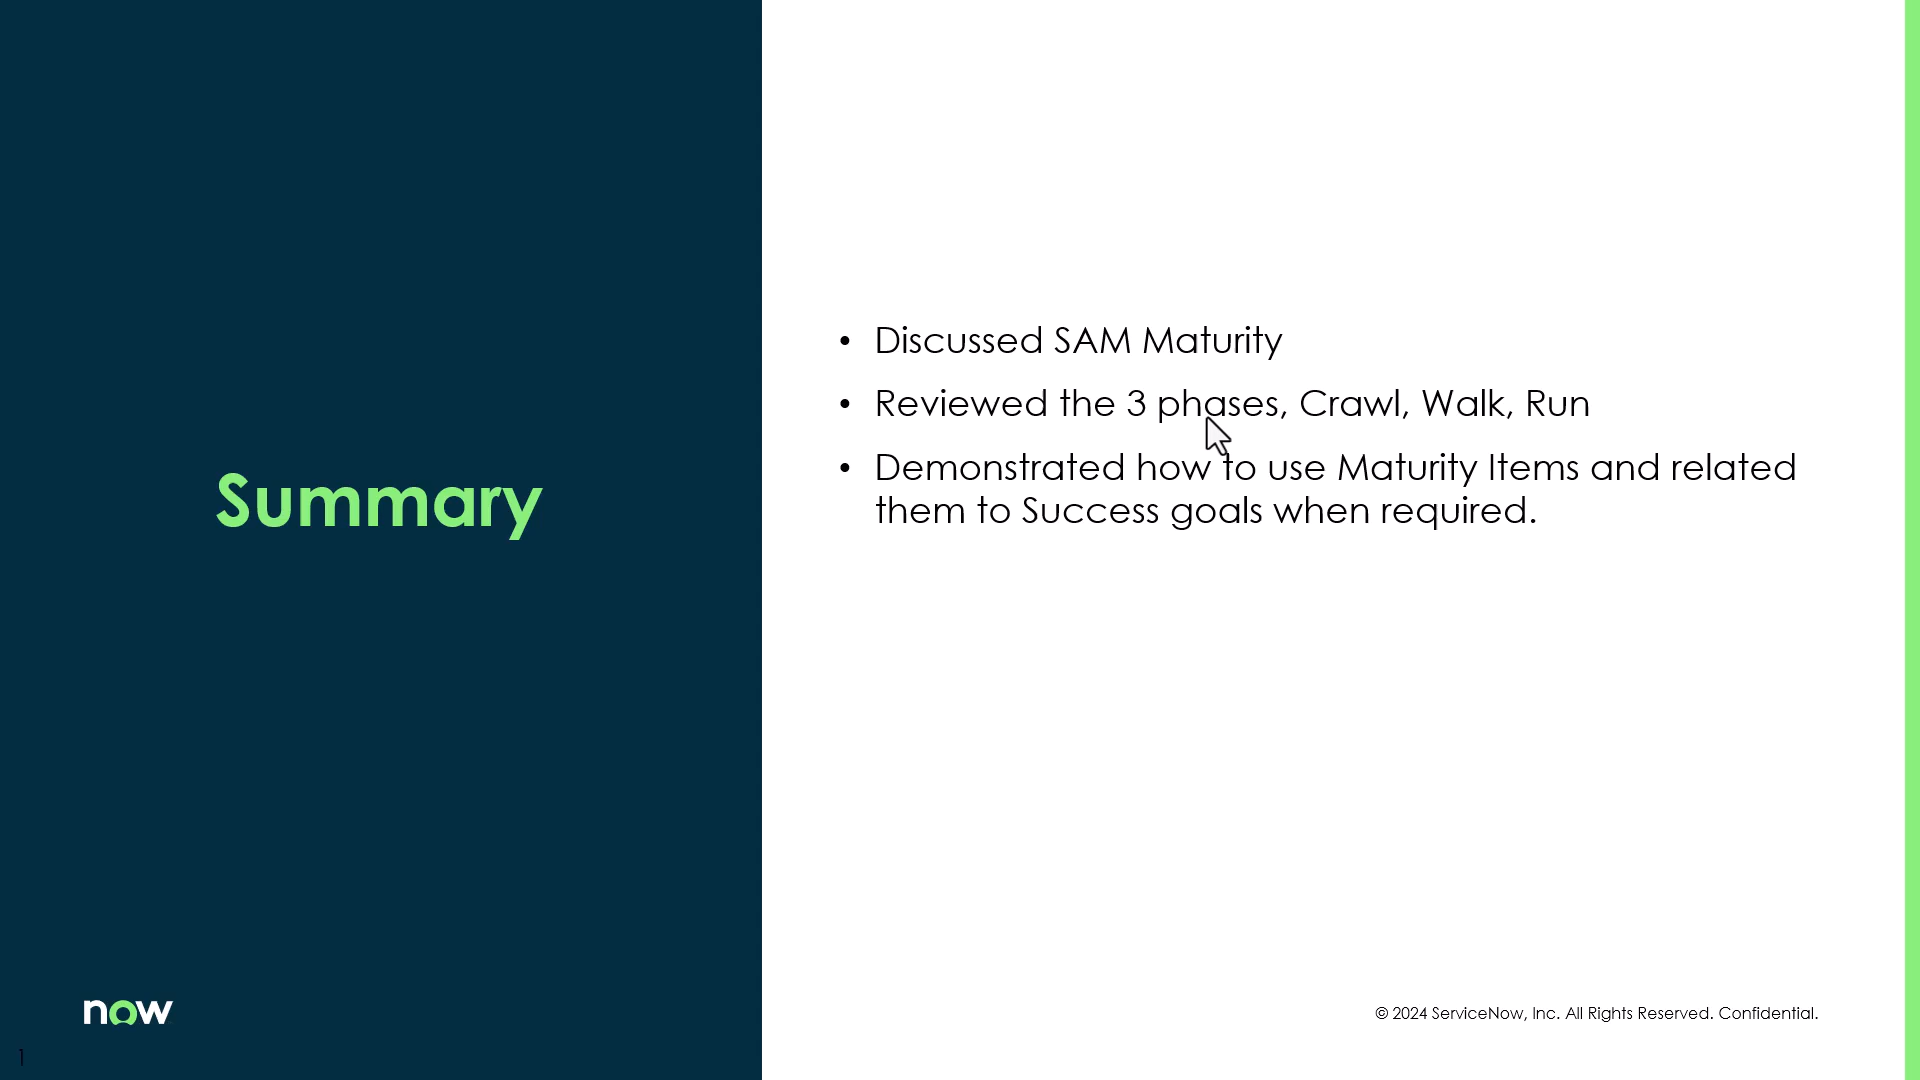 Summary
• Discussed SAM Maturity
• Reviewed the 3 phases, Crawl, Walk, Run
• Demonstrated how to use Maturity Items and related
them to Success goals when required.
now
© 2024 ServiceNow, Inc. All Rights Reserved. Confidential.
1